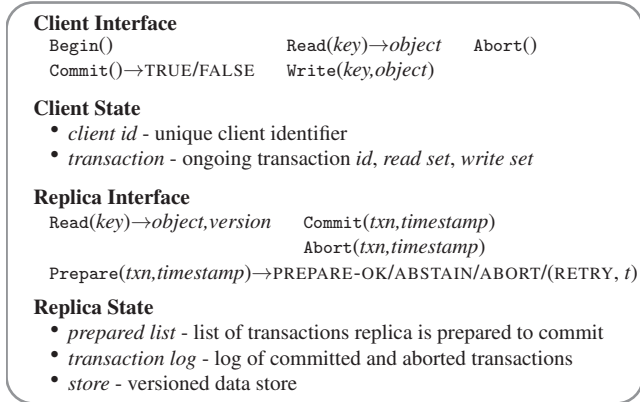 Client Interface
Begin() Read(key)→object Abort()
Commit()→TRUE/FALSE Write(key,object)
Client State
• client id - unique client identifier
• transaction - ongoing transaction id, read set, write set
Replica Interface
Read(key)→object,version Commit(txn,timestamp)
Abort(txn,timestamp)
Prepare(txn,timestamp)→PREPARE-OK/ABSTAIN/ABORT/(RETRY, t)
Replica State
• prepared list - list of transactions replica is prepared to commit
• transaction log - log of committed and aborted transactions
• store - versioned data store